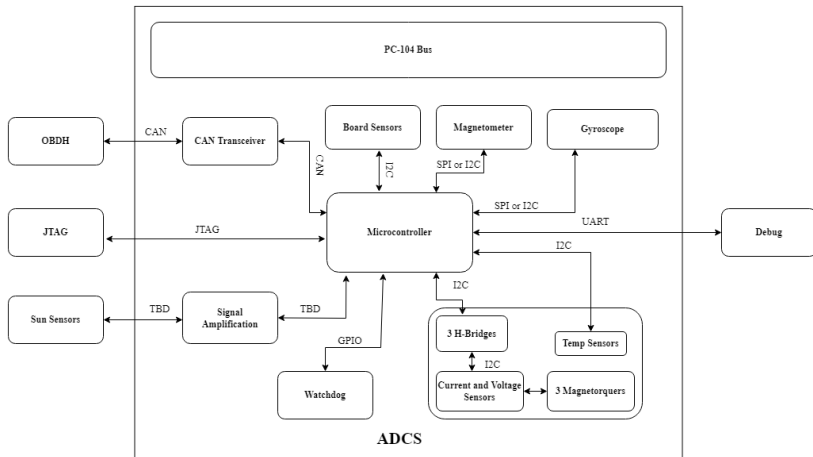 PC-104 Bus
OBDH
CAN
CAN Transceiver
CAN
Board Sensors
I2C
Magnetometer
SPI or I2C
Gyroscope
SPI or I2C
JTAG
JTAG
Microcontroller
UART
Debug
I2C
Sun Sensors
TBD
Signal
Amplification
TBD
I2C
GPIO
Watchdog
3 H-Bridges
Temp Sensors
I2C
Current and Voltage
Sensors
3 Magnetorquers
ADCS